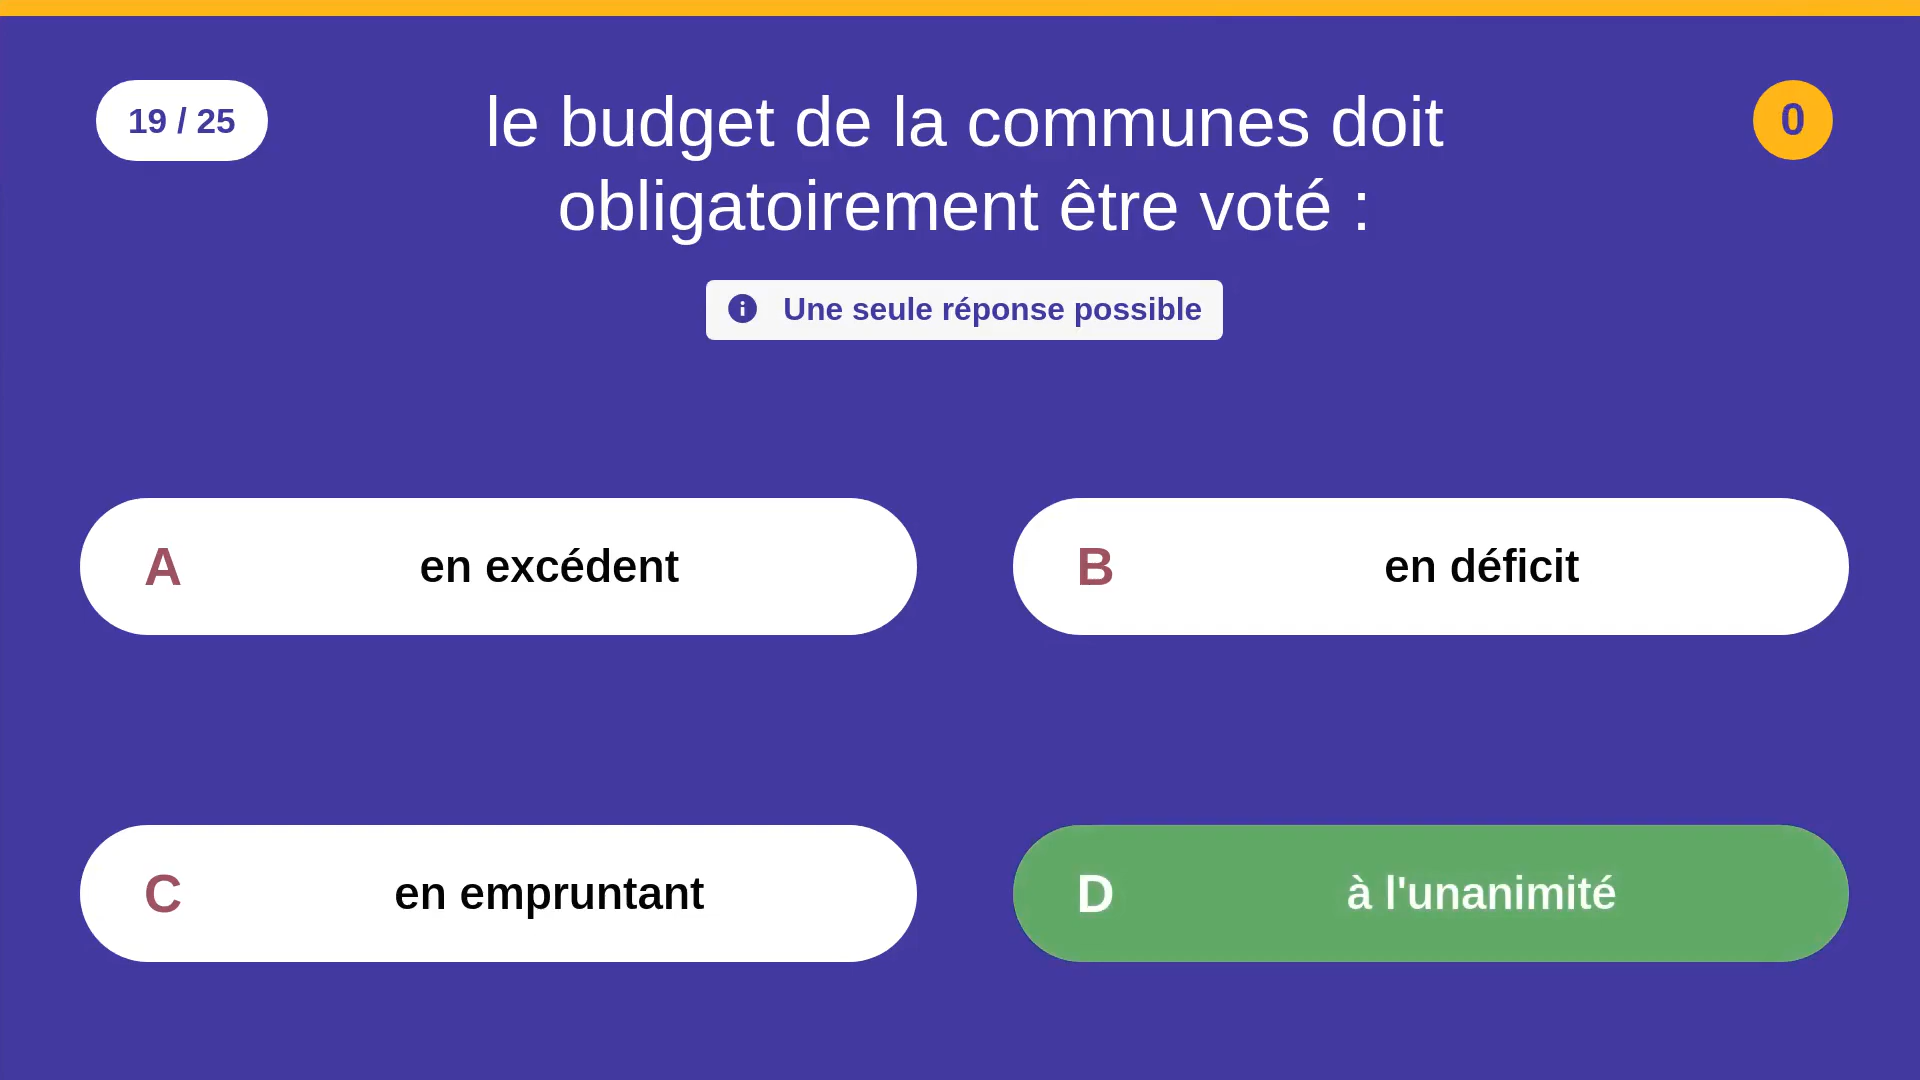 19 / 25
le budget de la communes doit
obligatoirement être voté :
0
Une seule réponse possible
A en excédent
B en déficit
C en empruntant
D à l'unanimité